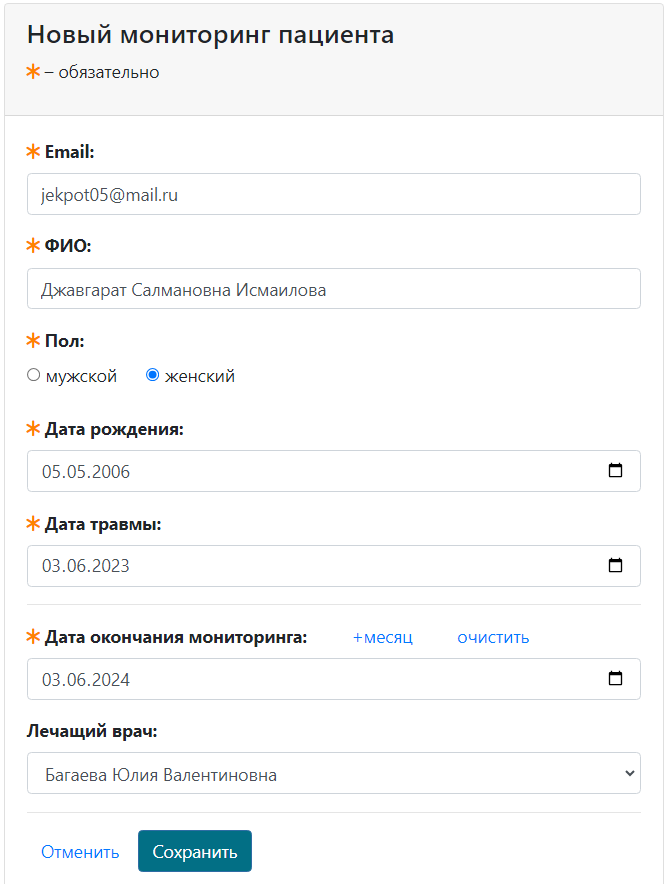 Новый мониторинг пациента
* – обязательно
* Email:
jekpot05@mail.ru
* ФИО:
Джавгарат Салмановна Исмаилова
* Пол:
мужской женский
* Дата рождения:
05.05.2006
* Дата травмы:
03.06.2023
* Дата окончания мониторинга: +месяц очистить
03.06.2024
Лечащий врач:
Багаева Юлия Валентиновна
Отменить Сохранить